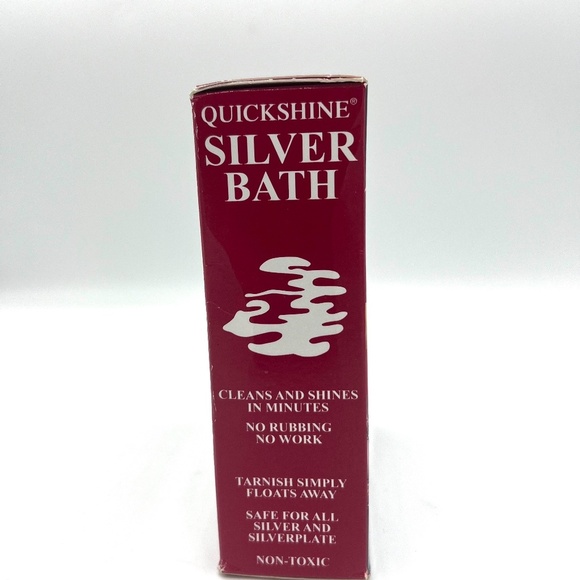 QUICKSHINE®
SILVER
BATH
CLEANS AND SHINES
IN MINUTES
NO RUBBING
NO WORK
TARNISH SIMPLY
FLOATS AWAY
SAFE FOR ALL
SILVER AND
SILVERPLATE
NON-TOXIC